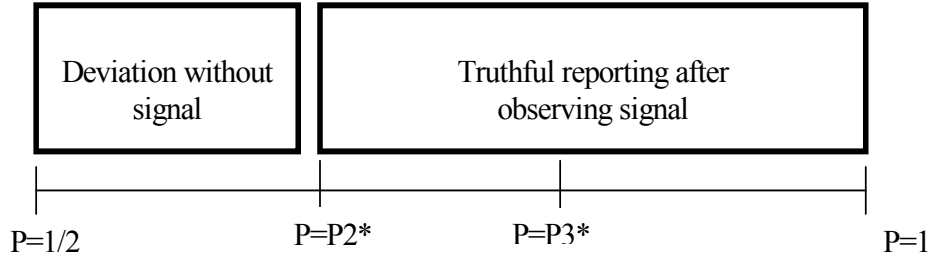 Deviation without
signal
Truthful reporting after
observing signal
P=1/2
P=P2*
P=P3*
P=1